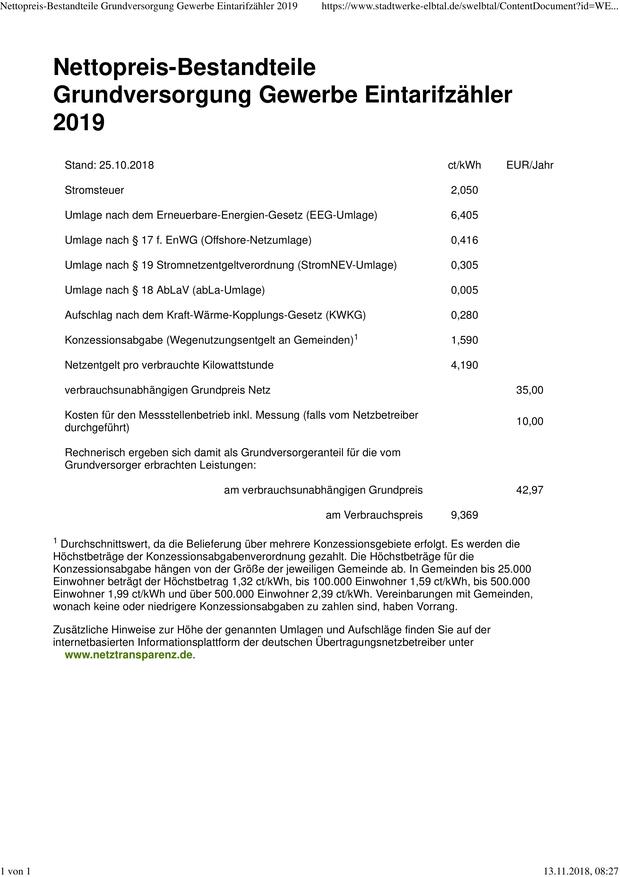 Nettopreis-Bestandteile Grundversorgung Gewerbe Eintarifzähler 2019 https://www.stadtwerke-elbtal.de/swelbtal/ContentDocument?id=WE...
Nettopreis-Bestandteile
Grundversorgung Gewerbe Eintarifzähler
2019
Stand: 25.10.2018 ct/kWh EUR/Jahr
Stromsteuer 2,050
Umlage nach dem Erneuerbare-Energien-Gesetz (EEG-Umlage) 6,405
Umlage nach § 17 f. EnWG (Offshore-Netzumlage) 0,416
Umlage nach § 19 Stromnetzentgeltverordnung (StromNEV-Umlage) 0,305
Umlage nach § 18 AbLaV (abLa-Umlage) 0,005
Aufschlag nach dem Kraft-Wärme-Kopplungs-Gesetz (KWKG) 0,280
Konzessionsabgabe (Wegenutzungsentgelt an Gemeinden)1 1,590
Netzentgelt pro verbrauchte Kilowattstunde 4,190
verbrauchsunabhängigen Grundpreis Netz 35,00
Kosten für den Messstellenbetrieb inkl. Messung (falls vom Netzbetreiber
durchgeführt) 10,00
Rechnerisch ergeben sich damit als Grundversorgeranteil für die vom
Grundversorger erbrachten Leistungen:
am verbrauchsunabhängigen Grundpreis 42,97
am Verbrauchspreis 9,369
1 Durchschnittswert, da die Belieferung über mehrere Konzessionsgebiete erfolgt. Es werden die
Höchstbeträge der Konzessionsabgabenverordnung gezahlt. Die Höchstbeträge für die
Konzessionsabgabe hängen von der Größe der jeweiligen Gemeinde ab. In Gemeinden bis 25.000
Einwohner beträgt der Höchstbetrag 1,32 ct/kWh, bis 100.000 Einwohner 1,59 ct/kWh, bis 500.000
Einwohner 1,99 ct/kWh und über 500.000 Einwohner 2,39 ct/kWh. Vereinbarungen mit Gemeinden,
wonach keine oder niedrigere Konzessionsabgaben zu zahlen sind, haben Vorrang.
Zusätzliche Hinweise zur Höhe der genannten Umlagen und Aufschläge finden Sie auf der
internetbasierten Informationsplattform der deutschen Übertragungsnetzbetreiber unter
www.netztransparenz.de.
1 von 1 13.11.2018, 08:27